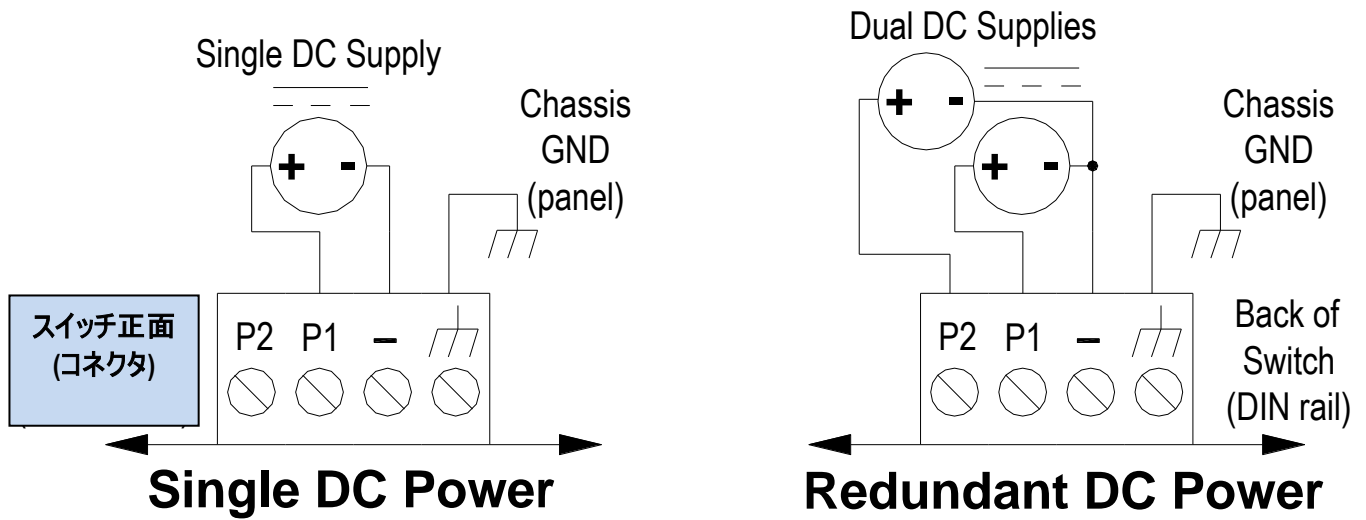 Single DC Supply
Chassis
GND
(panel)
+ -
スイッチ正面
(コネクタ)
P2 P1 –
Single DC Power
Dual DC Supplies
+ -
+ -
Chassis
GND
(panel)
P2 P1 –
Back of
Switch
(DIN rail)
Redundant DC Power